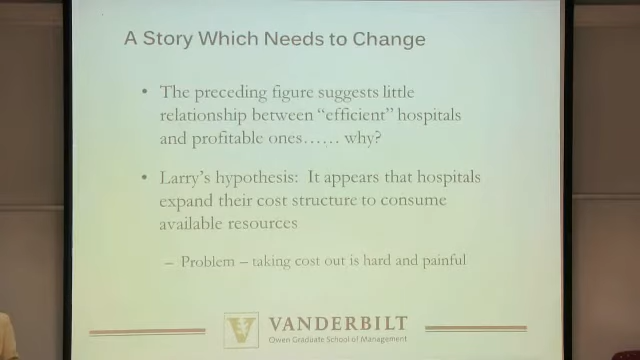 A Story Which Needs to Change
• The preceding figure suggests little
relationship between "efficient" hospitals
and profitable ones...... why?
• Larry's hypothesis: It appears that hospitals
expand their cost structure to consume
available resources
– Problem – taking cost out is hard and painful
V
VANDERBILT
Owen Graduate School of Management